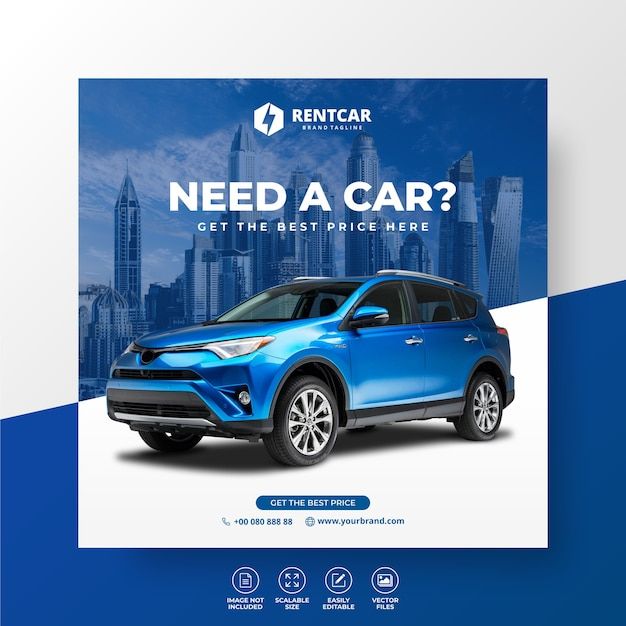 RENTCAR
BRAND TAGLINE
NEED A CAR?
GET THE BEST PRICE HERE
GET THE BEST PRICE
+00 080 888 88 www.yourbrand.com
IMAGE NOT INCLUDED
SCALABLE SIZE
EASILY EDITABLE
VECTOR FILES